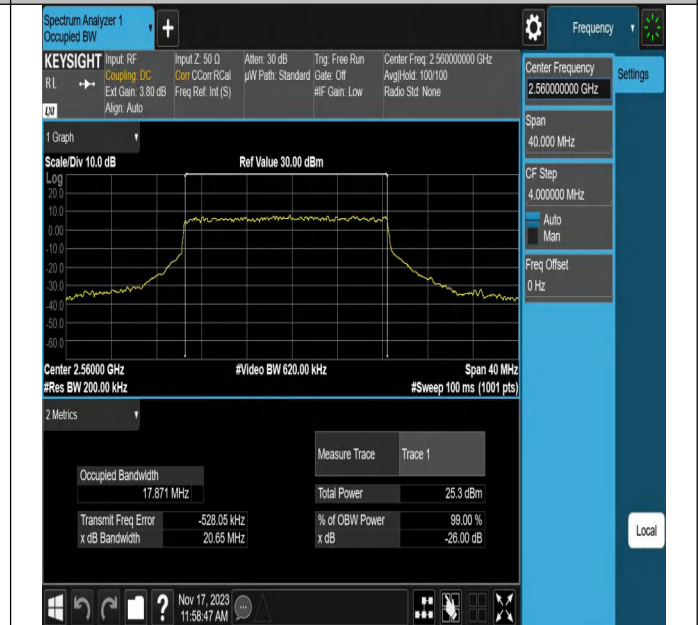 Spectrum Analyzer 1
Occupied BW
+
Frequency
KEYSIGHT
RL
LXI
Input: RF
Coupling: DC
Ext Gain: 3.80 dB
Align: Auto
Input Z: 50 Ω
Corr CCorr RCal
Freq Ref: Int (S)
Atten: 30 dB
µW Path: Standard
Trig: Free Run
Gate: Off
#IF Gain: Low
Center Freq: 2.560000000 GHz
Avg|Hold: 100/100
Radio Std: None
Center Frequency
2.560000000 GHz
Settings
Span
40.000 MHz
CF Step
4.000000 MHz
Auto
Man
Freq Offset
0 Hz
Local
1 Graph
Scale/Div 10.0 dB
Ref Value 30.00 dBm
Log
20.0
10.0
0.00
-10.0
-20.0
-30.0
-40.0
-50.0
-60.0
Center 2.56000 GHz
#Video BW 620.00 kHz
Span 40 MHz
#Res BW 200.00 kHz
#Sweep 100 ms (1001 pts)
2 Metrics
Measure Trace
Trace 1
Occupied Bandwidth
17.871 MHz
Total Power
25.3 dBm
Transmit Freq Error
-528.05 kHz
% of OBW Power
99.00 %
x dB Bandwidth
20.65 MHz
x dB
-26.00 dB
?
Nov 17, 2023
11:58:47 AM